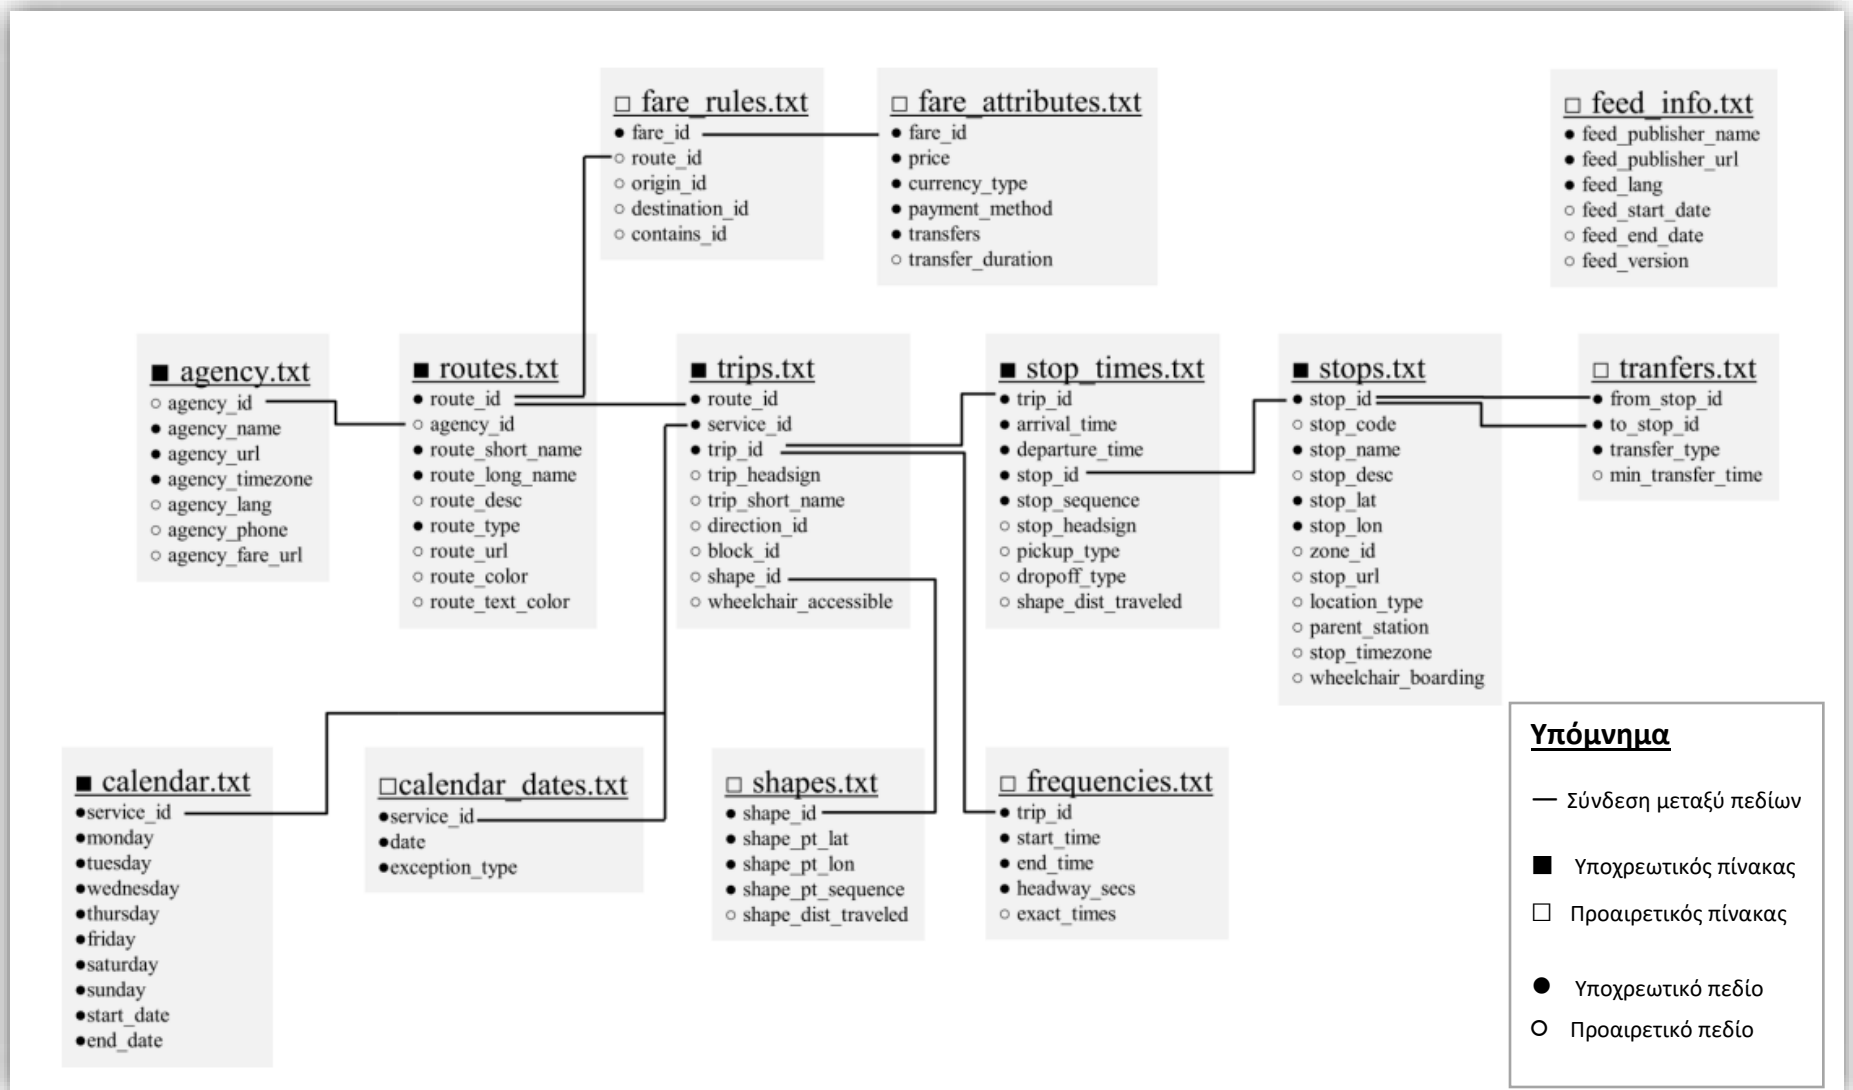 □ fare_rules.txt
● fare_id
○ route_id
○ origin_id
○ destination_id
○ contains_id
□ fare_attributes.txt
● fare_id
● price
● currency_type
● payment_method
● transfers
○ transfer_duration
□ feed_info.txt
● feed_publisher_name
● feed_publisher_url
● feed_lang
○ feed_start_date
○ feed_end_date
○ feed_version
■ agency.txt
○ agency_id
● agency_name
● agency_url
● agency_timezone
○ agency_lang
○ agency_phone
○ agency_fare_url
■ routes.txt
● route_id
○ agency_id
● route_short_name
● route_long_name
○ route_desc
● route_type
○ route_url
○ route_color
○ route_text_color
■ trips.txt
● route_id
● service_id
● trip_id
○ trip_headsign
○ trip_short_name
○ direction_id
○ block_id
○ shape_id
○ wheelchair_accessible
■ stop_times.txt
● trip_id
● arrival_time
● departure_time
● stop_id
● stop_sequence
○ stop_headsign
○ pickup_type
○ dropoff_type
○ shape_dist_traveled
■ stops.txt
● stop_id
○ stop_code
● stop_name
○ stop_desc
● stop_lat
● stop_lon
○ zone_id
○ stop_url
○ location_type
○ parent_station
○ stop_timezone
○ wheelchair_boarding
□ tranfers.txt
● from_stop_id
● to_stop_id
● transfer_type
○ min_transfer_time
■ calendar.txt
●service_id
●monday
●tuesday
●wednesday
●thursday
●friday
●saturday
●sunday
●start_date
●end_date
□calendar_dates.txt
●service_id
●date
●exception_type
□ shapes.txt
● shape_id
● shape_pt_lat
● shape_pt_lon
● shape_pt_sequence
○ shape_dist_traveled
□ frequencies.txt
● trip_id
● start_time
● end_time
● headway_secs
○ exact_times
Υπόμνημα
— Σύνδεση μεταξύ πεδίων
■ Υποχρεωτικός πίνακας
□ Προαιρετικός πίνακας
● Υποχρεωτικό πεδίο
○ Προαιρετικό πεδίο